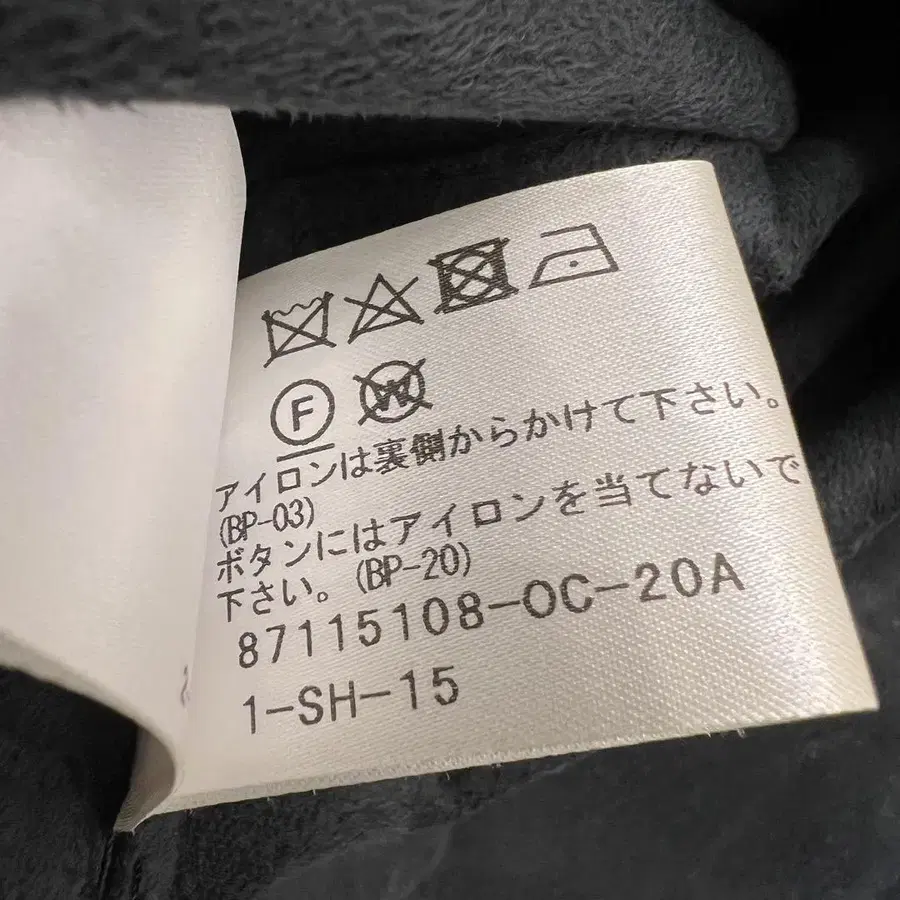 F W
アイロンは裏側からかけて下さい。
(BP-03)
ボタンにはアイロンを当てないで
下さい。(BP-20)
87115108-OC-20A
1-SH-15